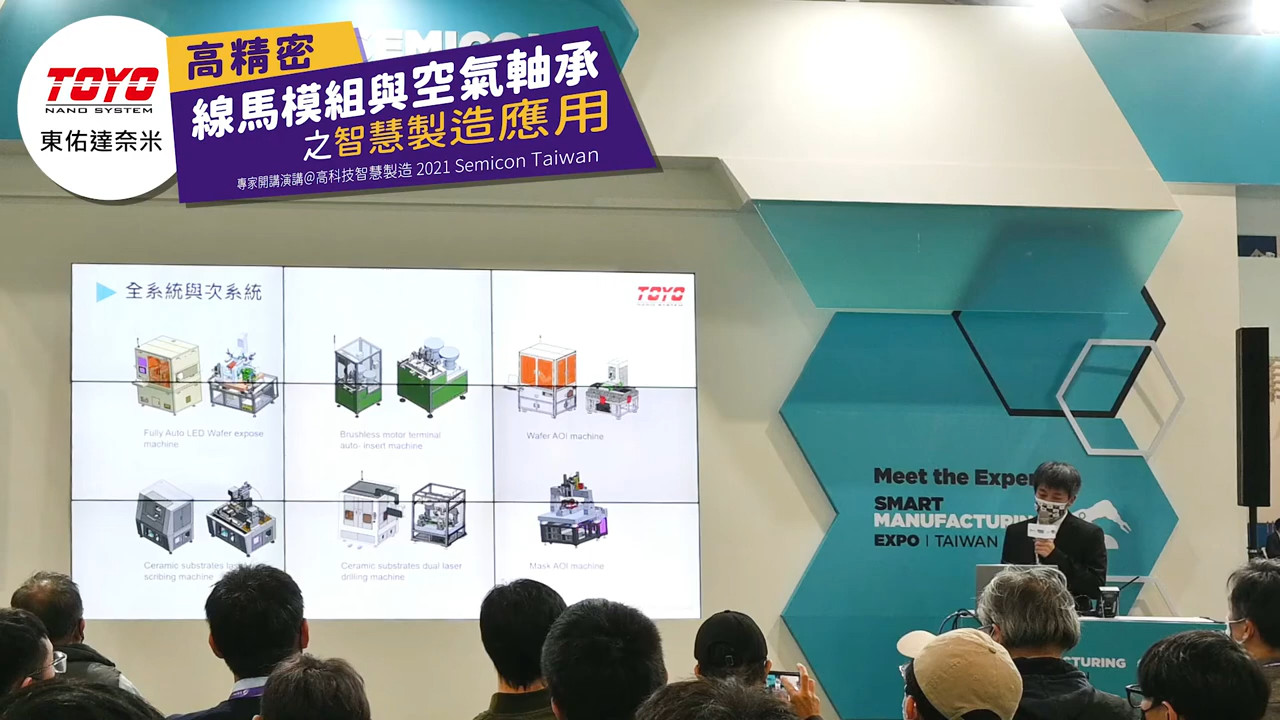 TOYO
NANO SYSTEM
東佑達奈米
高精密
線馬模組與空氣軸承
之智慧製造應用
專家開講演講@高科技智慧製造 2021 Semicon Taiwan
全系統與次系統
TOYO
Fully Auto LED Wafer expose
machine
Brushless motor terminal
auto- insert machine
Wafer AOI machine
Ceramic substrates
scribing machine
Ceramic substrates dual laser
drilling machine
Mask AOI machine
Meet the
SMART
EXPO | TAIWAN